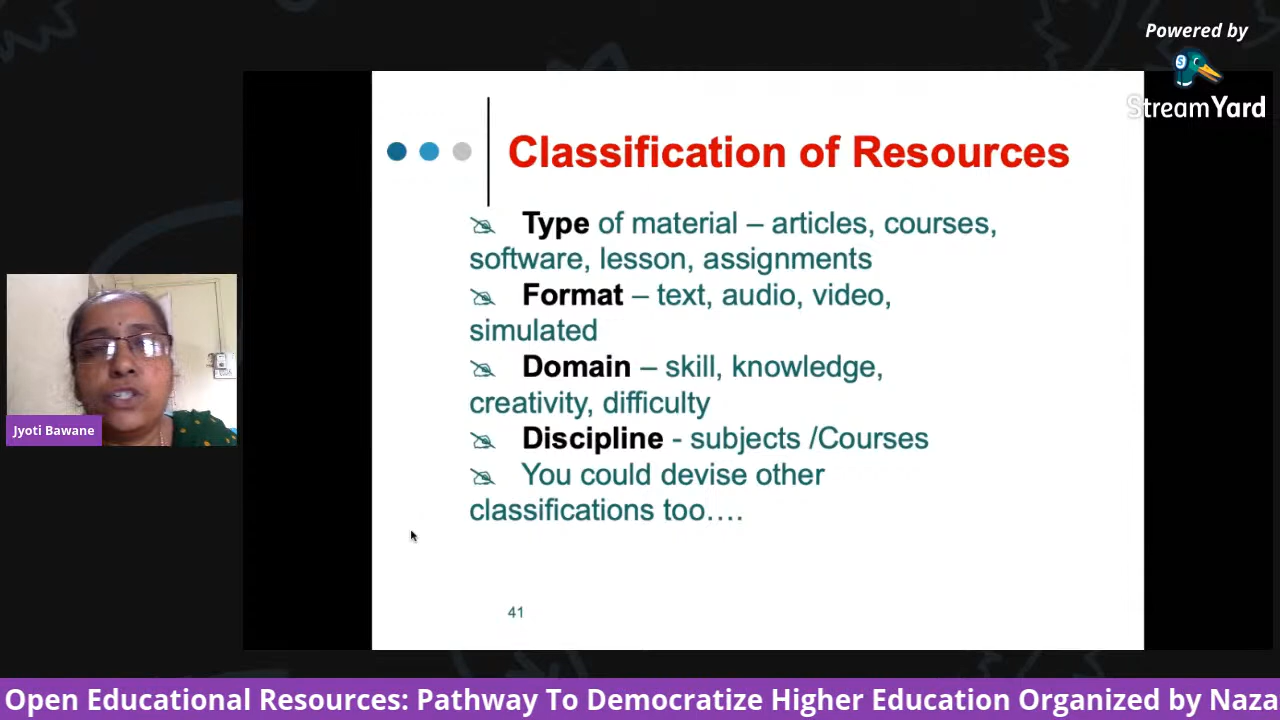 Powered by
StreamYard
Classification of Resources
Type of material – articles, courses,
software, lesson, assignments
Format – text, audio, video,
simulated
Domain – skill, knowledge,
creativity, difficulty
Discipline - subjects /Courses
You could devise other
classifications too….
41
Jyoti Bawane
Open Educational Resources: Pathway To Democratize Higher Education Organized by Naza